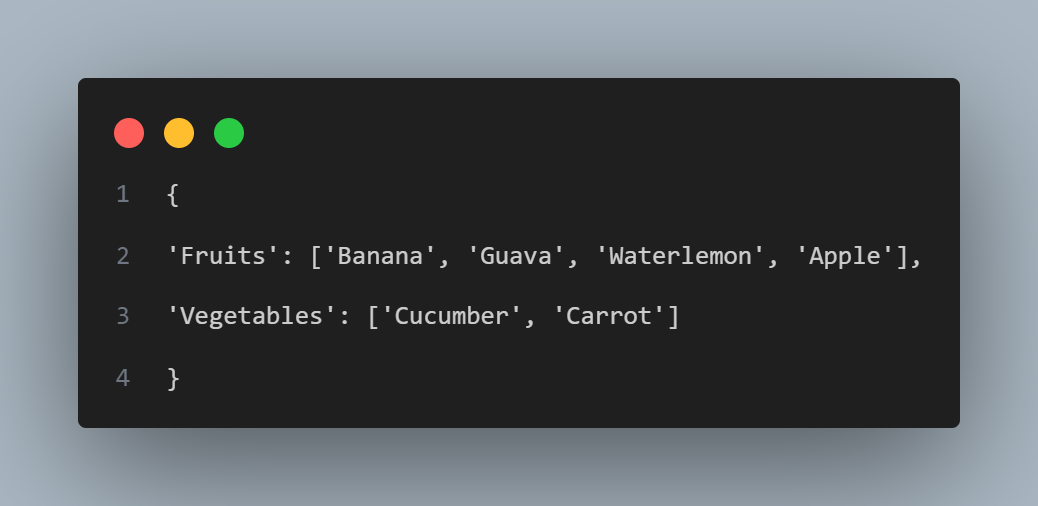 1 {
2 'Fruits': ['Banana', 'Guava', 'Waterlemon', 'Apple'],
3 'Vegetables': ['Cucumber', 'Carrot']
4 }